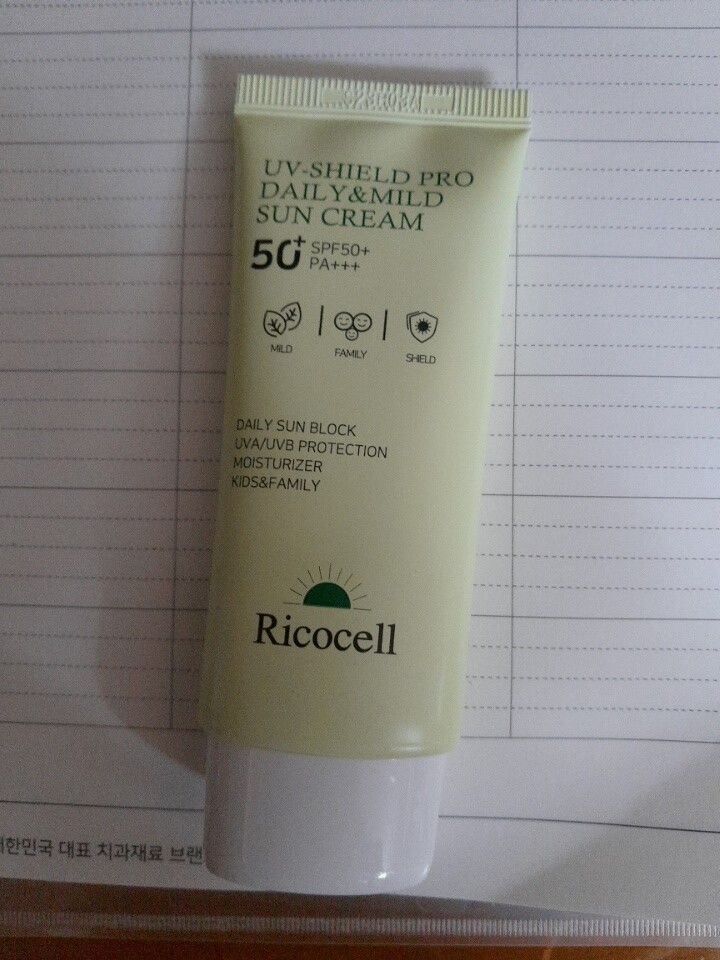 UV-SHIELD PRO
DAILY&MILD
SUN CREAM
50+ SPF50+
PA+++
MILD
FAMILY
SHIELD
DAILY SUN BLOCK
UVA/UVB PROTECTION
MOISTURIZER
KIDS&FAMILY
Ricocell
대한민국 대표 치과재료 브랜